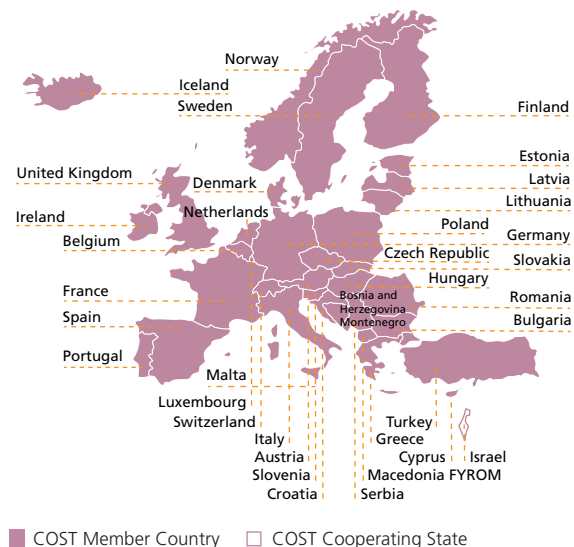 Norway
Iceland
Sweden
Finland
Estonia
United Kingdom
Denmark
Latvia
Lithuania
Ireland
Netherlands
Poland
Germany
Belgium
Czech Republic
Slovakia
Hungary
France
Bosnia and
Herzegovina
Montenegro
Romania
Spain
Bulgaria
Portugal
Malta
Luxembourg
Switzerland
Turkey
Italy
Greece
Austria
Cyprus
Israel
Slovenia
Macedonia FYROM
Croatia
Serbia
COST Member Country
COST Cooperating State